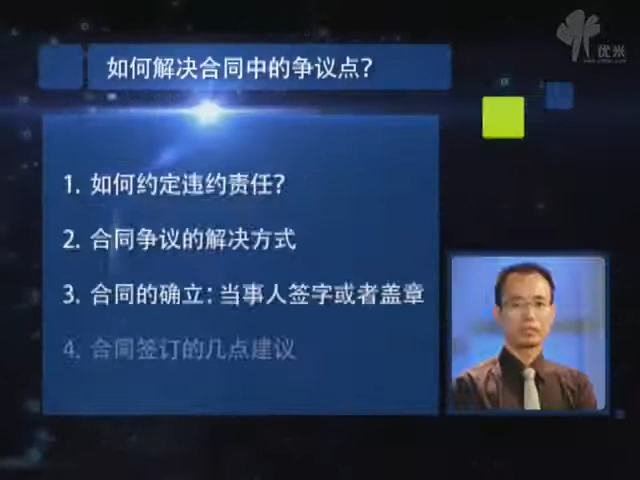 优米
如何解决合同中的争议点？
1. 如何约定违约责任？
2. 合同争议的解决方式
3. 合同的确立：当事人签字或者盖章
4. 合同签订的几点建议